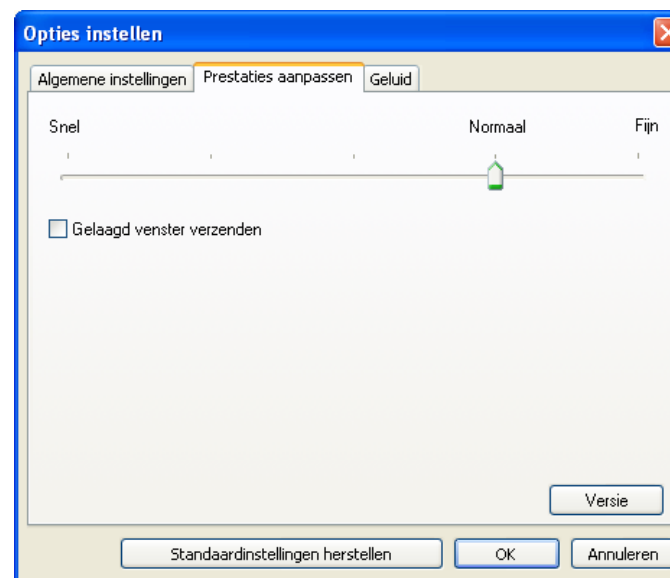 Opties instellen
Algemene instellingen Prestaties aanpassen Geluid
Snel Normaal Fijn
Gelaagd venster verzenden
Versie
Standaardinstellingen herstellen OK Annuleren